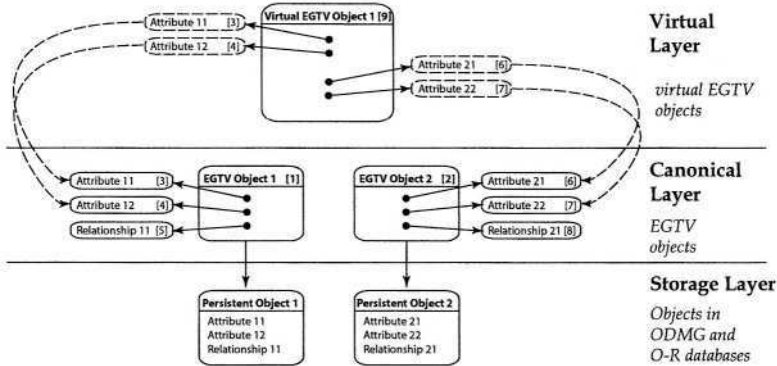 Attribute 11 [3]
Attribute 12 [4]
Virtual EGTV Object 1 [9]
Attribute 21 [6]
Attribute 22 [7]
Virtual
Layer
virtual EGTV
objects
Attribute 11 [3]
Attribute 12 [4]
Relationship 11 [5]
EGTV Object 1 [1]
EGTV Object 2 [2]
Attribute 21 [6]
Attribute 22 [7]
Relationship 21 [8]
Canonical
Layer
EGTV
objects
Persistent Object 1
Attribute 11
Attribute 12
Relationship 11
Persistent Object 2
Attribute 21
Attribute 22
Relationship 21
Storage Layer
Objects in
ODMG and
O-R databases